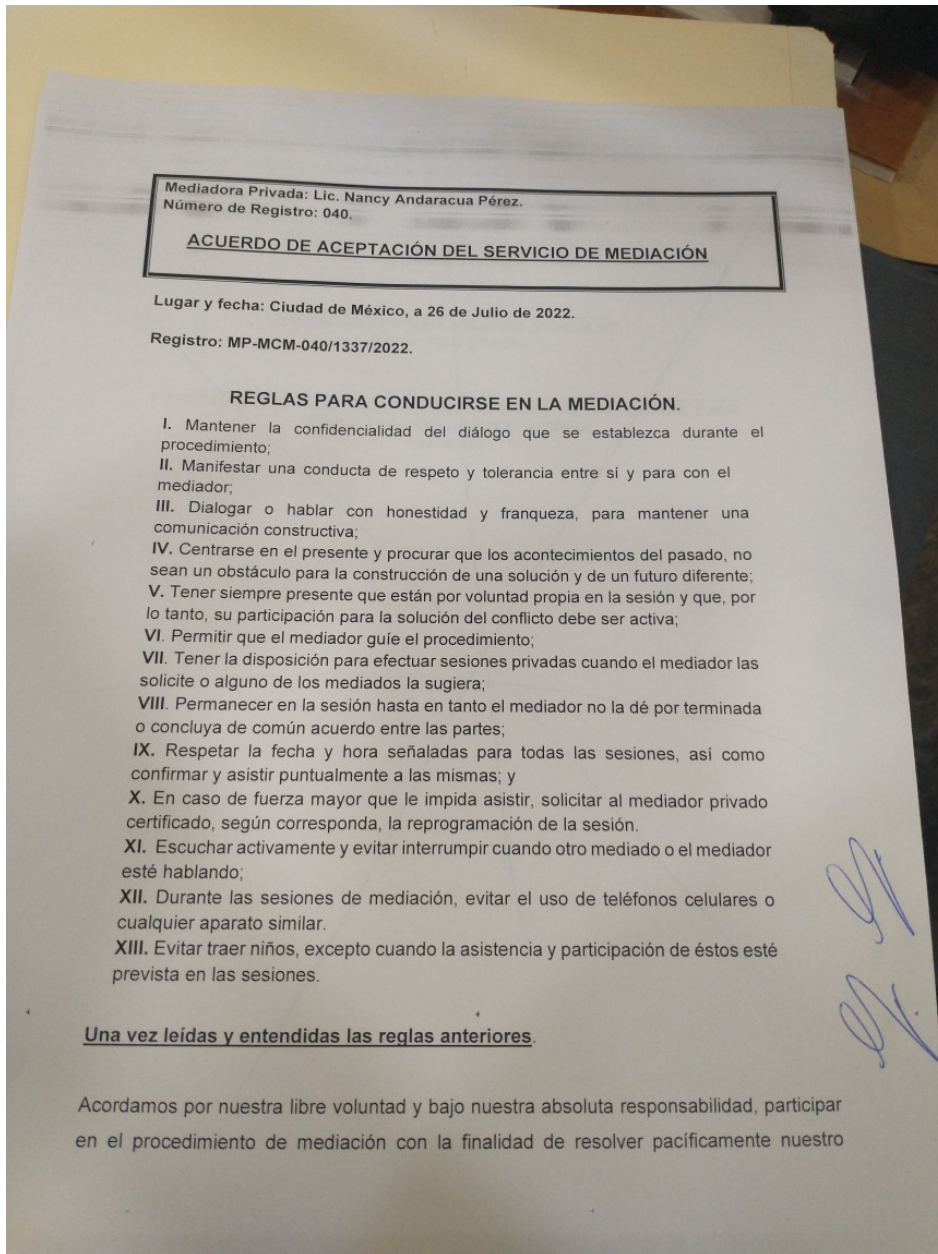 Mediadora Privada: Lic. Nancy Andaracua Pérez.
Número de Registro: 040.
ACUERDO DE ACEPTACIÓN DEL SERVICIO DE MEDIACIÓN
Lugar y fecha: Ciudad de México, a 26 de Julio de 2022.
Registro: MP-MCM-040/1337/2022.
REGLAS PARA CONDUCIRSE EN LA MEDIACIÓN.
I. Mantener la confidencialidad del diálogo que se establezca durante el
procedimiento;
II. Manifestar una conducta de respeto y tolerancia entre sí y para con el
mediador;
III. Dialogar o hablar con honestidad y franqueza, para mantener una
comunicación constructiva;
IV. Centrarse en el presente y procurar que los acontecimientos del pasado, no
sean un obstáculo para la construcción de una solución y de un futuro diferente;
V. Tener siempre presente que están por voluntad propia en la sesión y que, por
lo tanto, su participación para la solución del conflicto debe ser activa;
VI. Permitir que el mediador guíe el procedimiento;
VII. Tener la disposición para efectuar sesiones privadas cuando el mediador las
solicite o alguno de los mediados la sugiera;
VIII. Permanecer en la sesión hasta en tanto el mediador no la dé por terminada
o concluya de común acuerdo entre las partes;
IX. Respetar la fecha y hora señaladas para todas las sesiones, así como
confirmar y asistir puntualmente a las mismas; y
X. En caso de fuerza mayor que le impida asistir, solicitar al mediador privado
certificado, según corresponda, la reprogramación de la sesión.
XI. Escuchar activamente y evitar interrumpir cuando otro mediado o el mediador
esté hablando;
XII. Durante las sesiones de mediación, evitar el uso de teléfonos celulares o
cualquier aparato similar.
XIII. Evitar traer niños, excepto cuando la asistencia y participación de éstos esté
prevista en las sesiones.
Una vez leídas y entendidas las reglas anteriores.
Acordamos por nuestra libre voluntad y bajo nuestra absoluta responsabilidad, participar
en el procedimiento de mediación con la finalidad de resolver pacíficamente nuestro